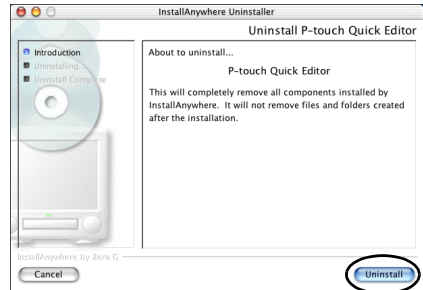 InstallAnywhere Uninstaller
Uninstall P-touch Quick Editor
Introduction
Uninstalling...
Uninstall Complete
About to uninstall...
P-touch Quick Editor
This will completely remove all components installed by
InstallAnywhere. It will not remove files and folders created
after the installation.
InstallAnywhere by Zero G
Cancel
Uninstall